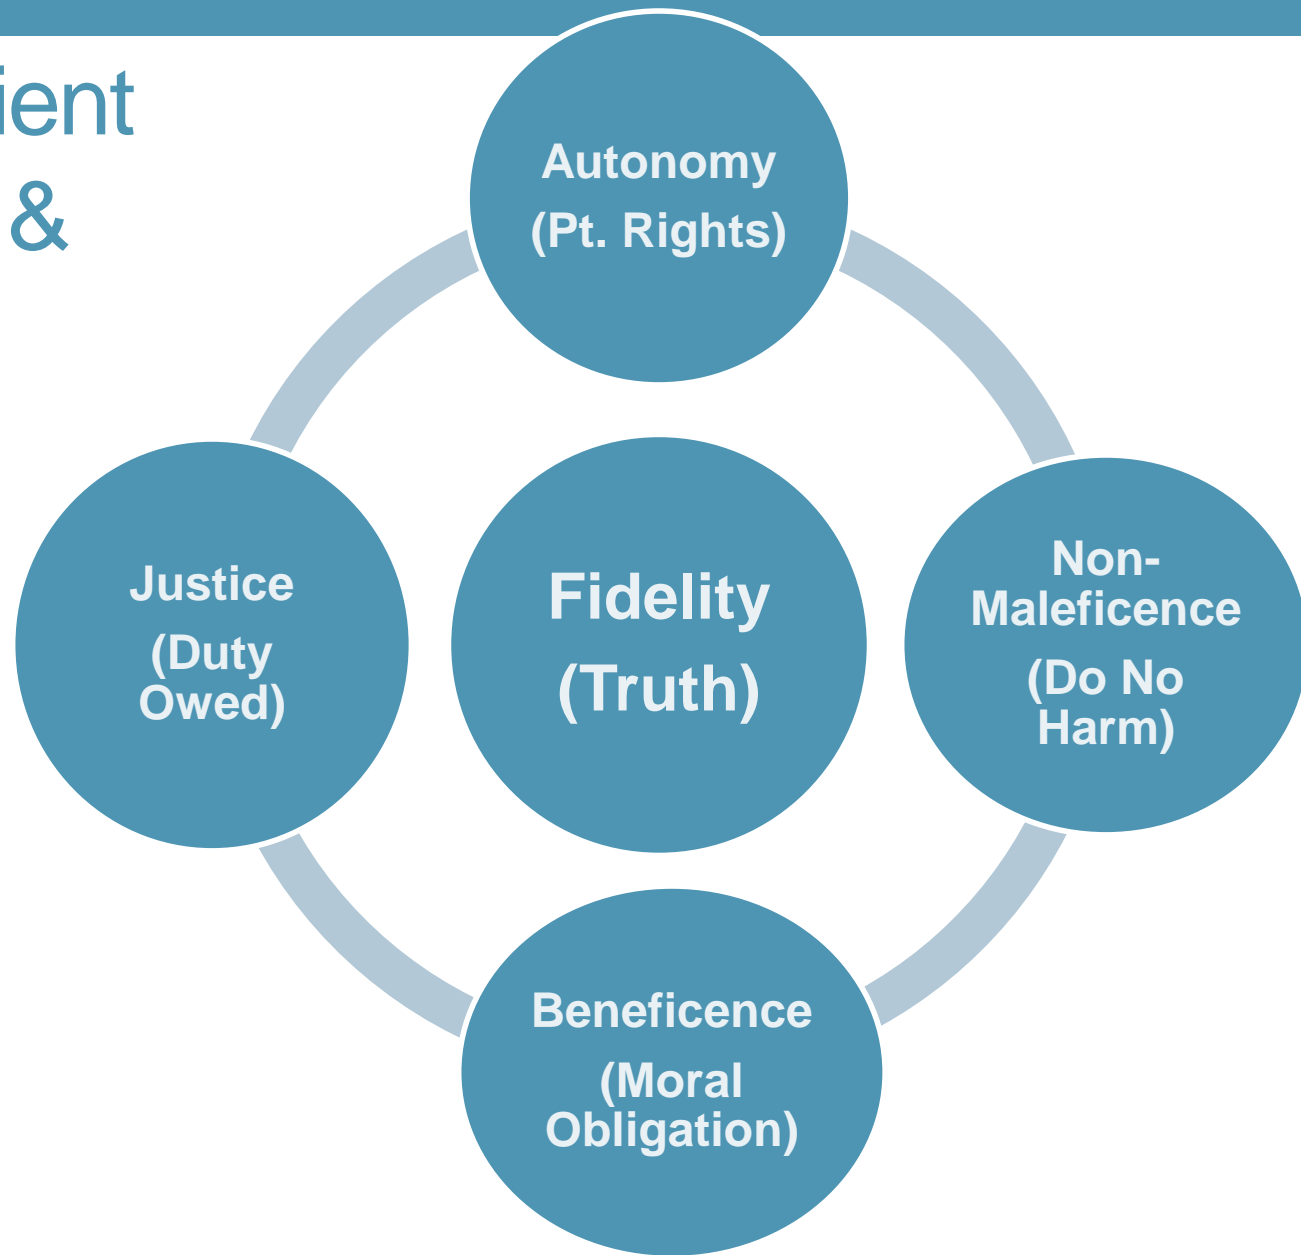 ient
&
Autonomy
(Pt. Rights)
Justice
(Duty
Owed)
Fidelity
(Truth)
Non-
Maleficence
(Do No
Harm)
Beneficence
(Moral
Obligation)